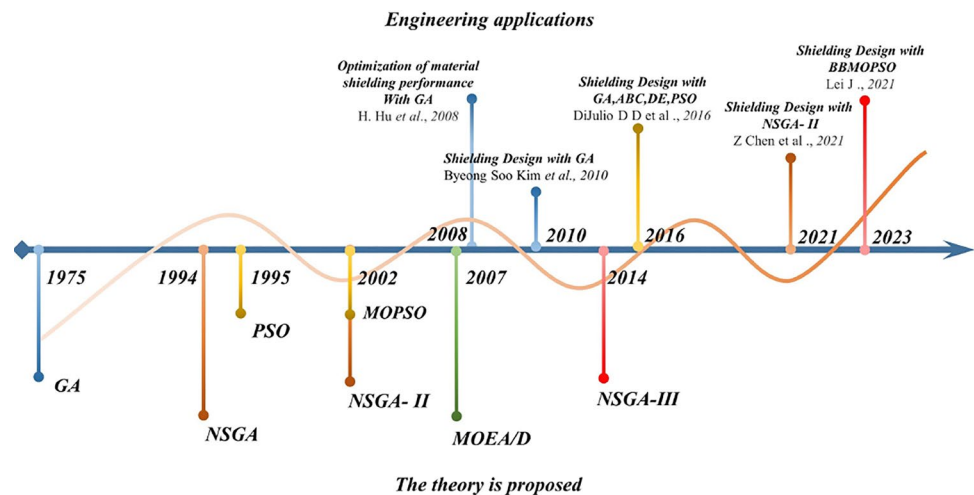 Engineering applications
Optimization of material
shielding performance
With GA
H. Hu et al., 2008
Shielding Design with GA
Byeong Soo Kim et al., 2010
Shielding Design with
GA,ABC,DE,PSO
DiJulio D D et al ., 2016
Shielding Design with
NSGA- II
Z Chen et al ., 2021
Shielding Design with
BBMOPSO
Lei J ., 2021
2008
2010
2016
2021
2023
1975
1994
1995
2002
2007
2014
GA
NSGA
PSO
MOPSO
NSGA- II
MOEA/D
NSGA-III
The theory is proposed